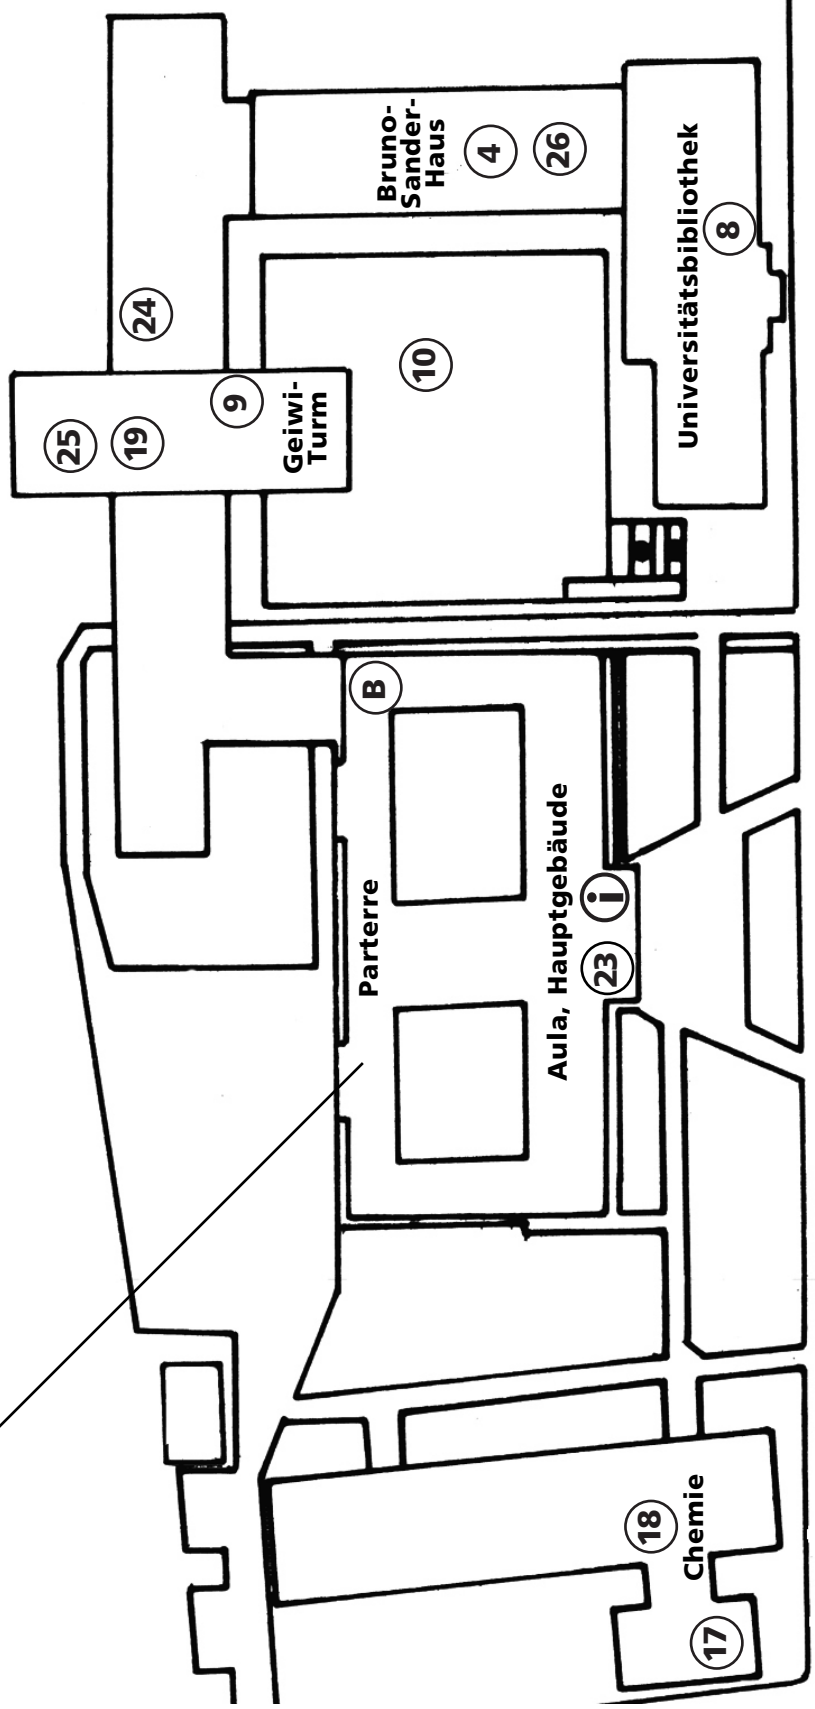 Bruno-
Sander-
Haus
4
26
Universitätsbibliothek
8
24
10
25
19
9
Geiwi-
Turm
B
Parterre
Aula, Hauptgebäude
i
23
18
Chemie
17